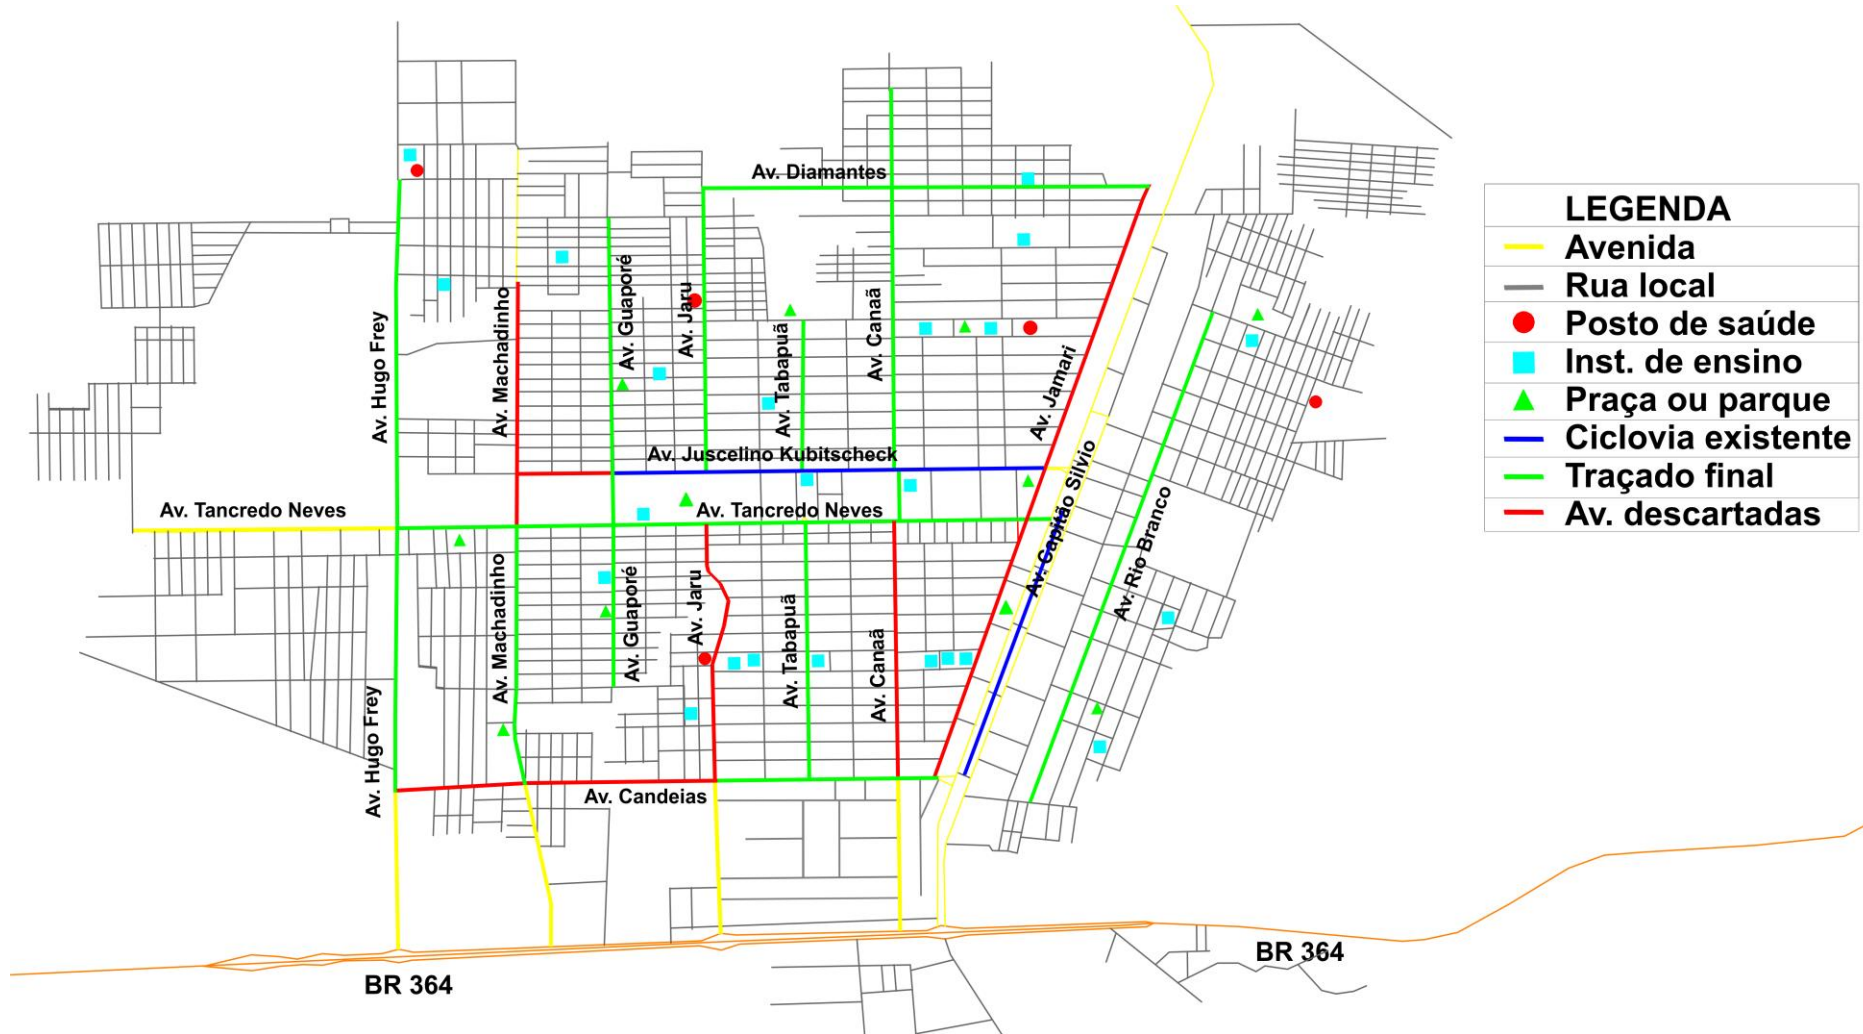 Av. Diamantes
LEGENDA
Avenida
Rua local
Posto de saúde
Inst. de ensino
Praça ou parque
Ciclovia existente
Traçado final
Av. descartadas
Av. Hugo Frey
Av. Machadinho
Av. Guaporé
Av. Jaru
Av. Tabapuã
Av. Canaã
Av. Jamari
Av. Juscelino Kubitscheck
Av. Tancredo Neves
Av. Tancredo Neves
Av. Capitão Silvio
Av. Rio Branco
Av. Hugo Frey
Av. Machadinho
Av. Guaporé
Av. Jaru
Av. Tabapuã
Av. Canaã
Av. Candeias
BR 364
BR 364